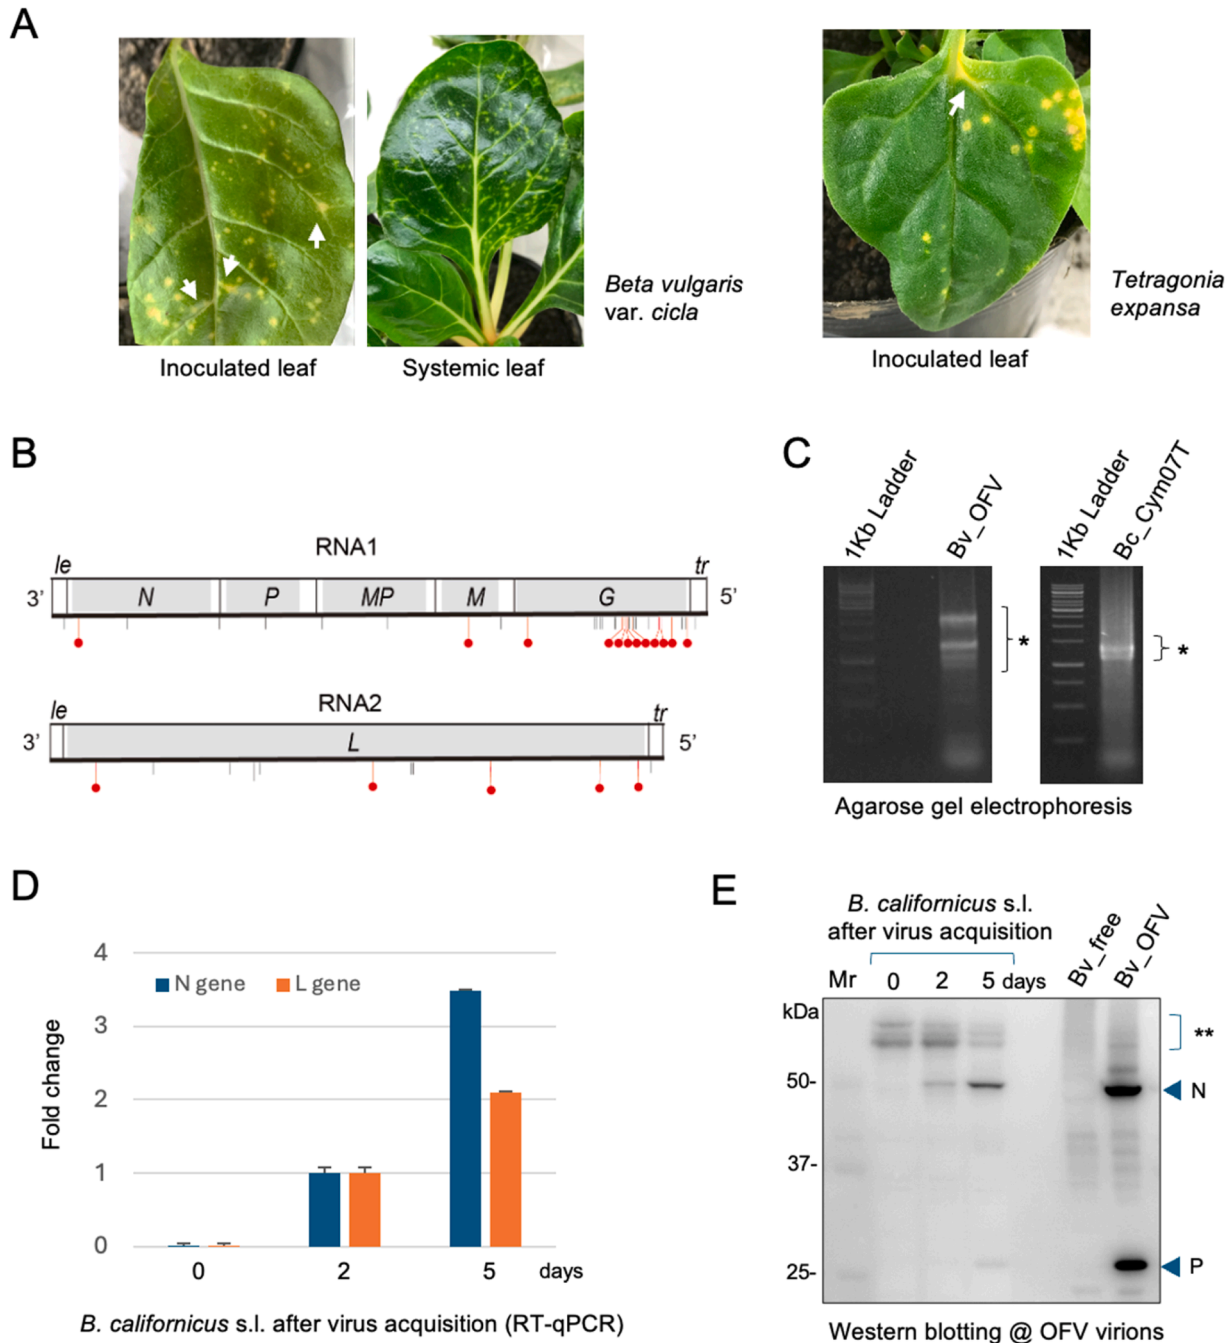 A
Beta vulgaris
var. cicla
Tetragonia
expansa
Inoculated leaf
Systemic leaf
Inoculated leaf
B
RNA1
le
tr
3’
N
P
MP
M
G
5’
RNA2
le
tr
3’
L
5’
C
1Kb Ladder
Bv_OFV
1Kb Ladder
Bc_Cym07T
*
*
Agarose gel electrophoresis
D
4
3
2
1
0
Fold change
N gene
L gene
0
2
5
days
B. californicus s.l. after virus acquisition (RT-qPCR)
E
B. californicus s.l.
after virus acquisition
Mr
0
2
5 days
Bv_free
Bv_OFV
kDa
**
50-
N
37-
25-
P
Western blotting @ OFV virions